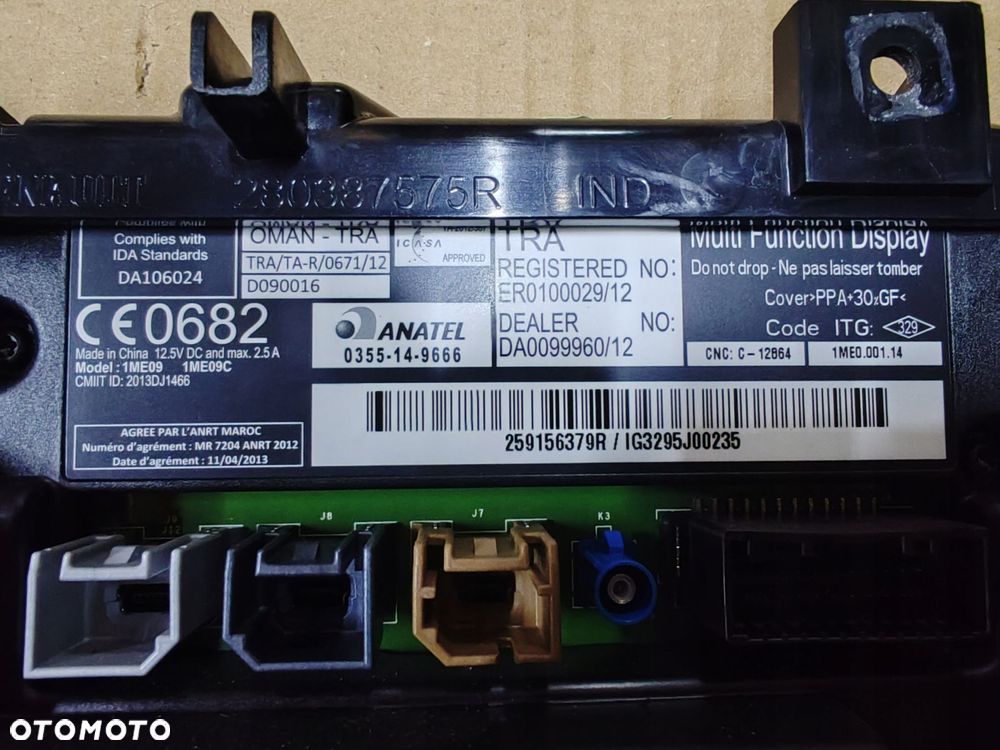 280387575R IND
Complies with
IDA Standards
DA106024
OMAN - TRA
TRA/TA-R/0671/12
D090016
ICASA
APPROVED
TRA
REGISTERED NO:
ER0100029/12
DEALER NO:
DA0099960/12
Multi Function Display
Do not drop - Ne pas laisser tomber
Cover>PPA+30%GF<
Code ITG: 329
CNC: C-12864
1ME0.001.14
CE0682
Made in China 12.5V DC and max. 2.5 A
Model: 1ME09 1ME09C
CMIIT ID: 2013DJ1466
ANATEL
0355-14-9666
AGREE PAR L'ANRT MAROC
Numéro d'agrément: MR 7204 ANRT 2012
Date d'agrément: 11/04/2013
259156379R / IG3295J00235
J9
J12
J8
J7
K3
OTOMOTO